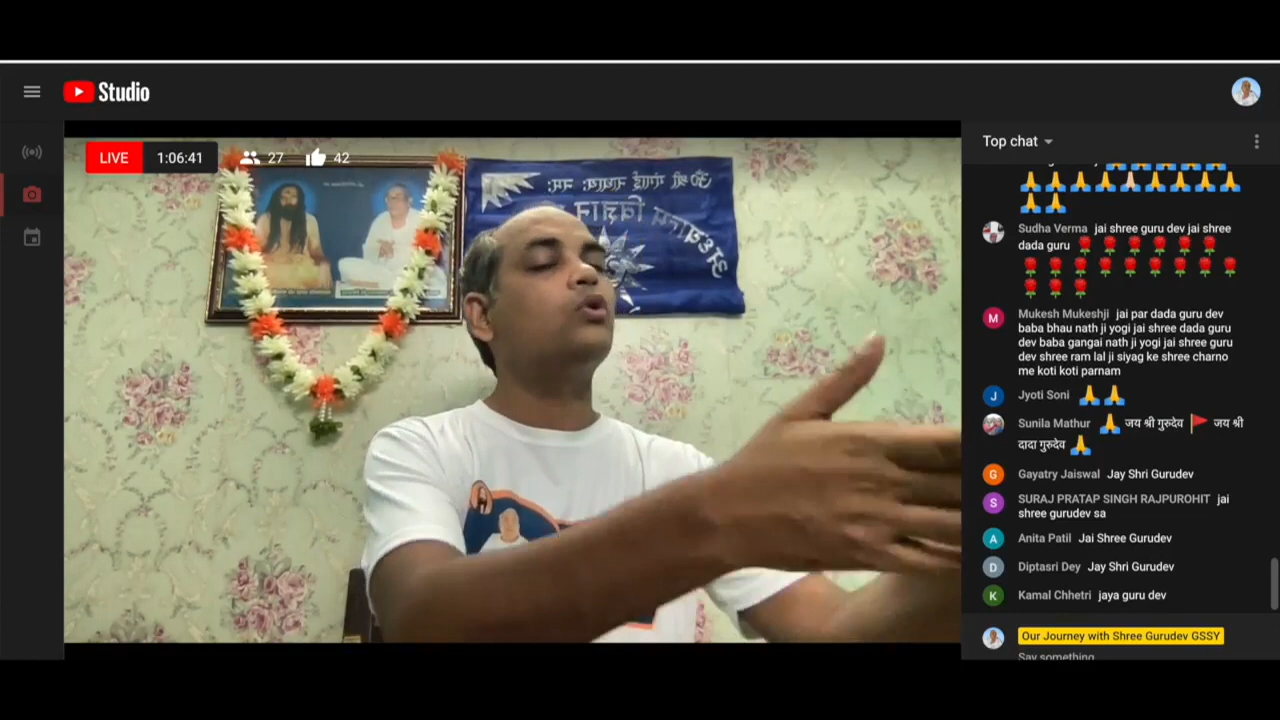 Studio
LIVE 1:06:41 27 42
ॐ श्री गंगाई नाथाय: नम:
अध्यात्म विज्ञान
Top chat
Sudha Verma jai shree guru dev jai shree
dada guru
Mukesh Mukeshji jai par dada guru dev
baba bhau nath ji yogi jai shree dada guru
dev baba gangai nath ji yogi jai shree guru
dev shree ram lal ji siyag ke shree charno
me koti koti parnam
Jyoti Soni
Sunila Mathur जय श्री गुरुदेव जय श्री
दादा गुरुदेव
Gayatry Jaiswal Jay Shri Gurudev
SURAJ PRATAP SINGH RAJPUROHIT jai
shree gurudev sa
Anita Patil Jai Shree Gurudev
Diptasri Dey Jay Shri Gurudev
Kamal Chhetri jaya guru dev
Our Journey with Shree Gurudev GSSY
Say something